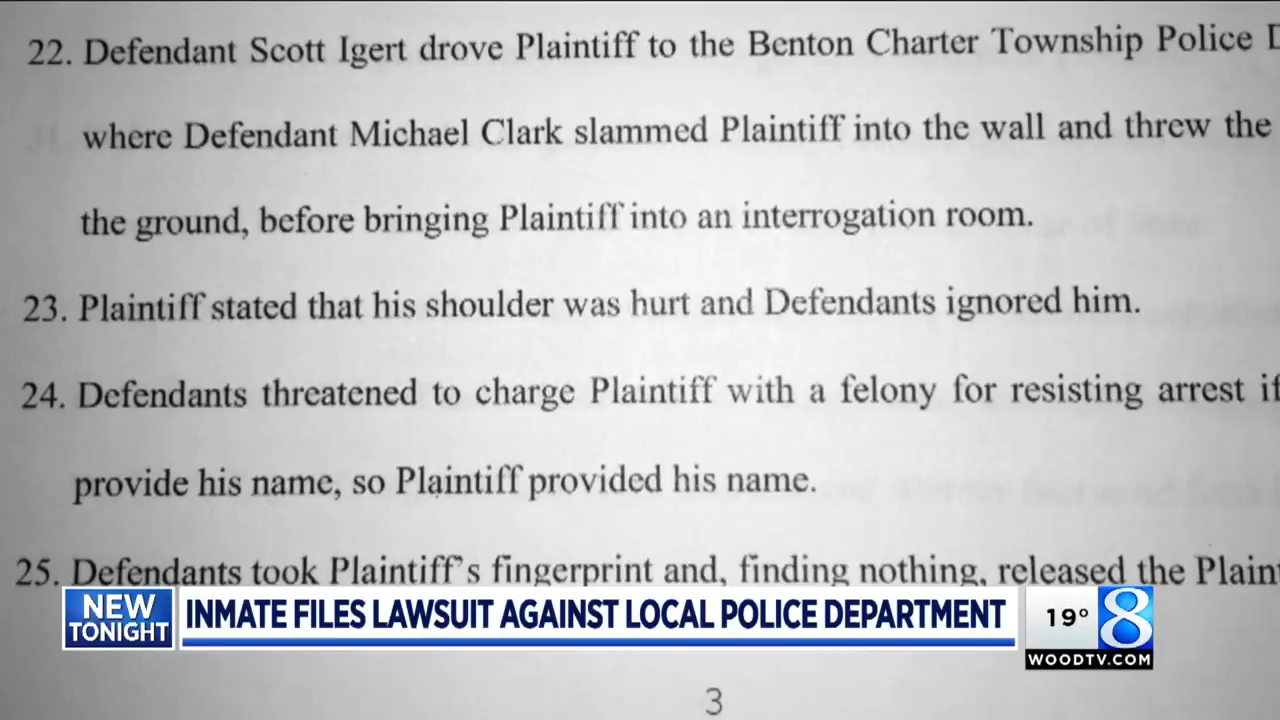 22. Defendant Scott Igert drove Plaintiff to the Benton Charter Township Police
where Defendant Michael Clark slammed Plaintiff into the wall and threw the
the ground, before bringing Plaintiff into an interrogation room.
23. Plaintiff stated that his shoulder was hurt and Defendants ignored him.
24. Defendants threatened to charge Plaintiff with a felony for resisting arrest if
provide his name, so Plaintiff provided his name.
25. Defendants took Plaintiff's fingerprint and, finding nothing, released the
NEW
TONIGHT
INMATE FILES LAWSUIT AGAINST LOCAL POLICE DEPARTMENT
19° 8
WOODTV.COM
3